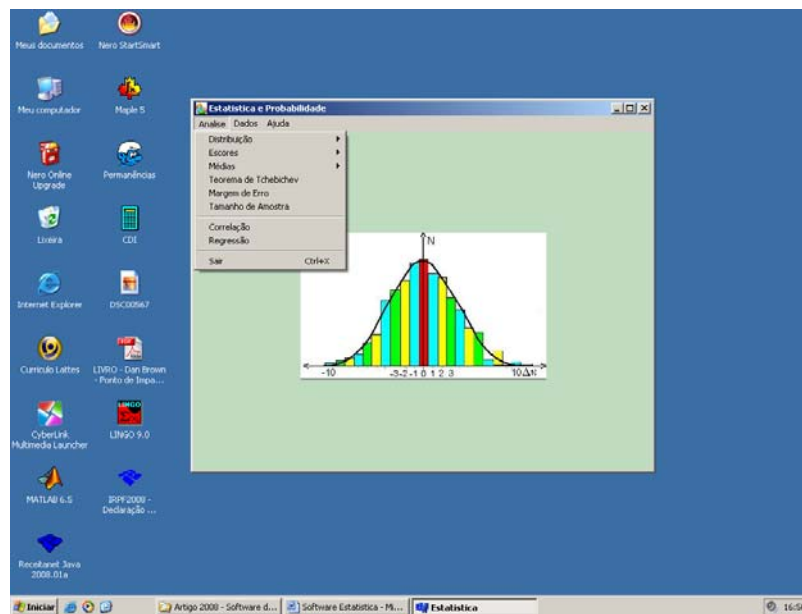 Meus documentos
Nero StartSmart
Meu computador
Maple 5
Nero Online
Upgrade
Permanências
Lixeira
CDI
Internet Explorer
DSC00567
Currículo Lattes
LIVRO - Dan Brown
- Ponto de Impa...
CyberLink
Multimedia Launcher
LINGO 9.0
MATLAB 6.5
IRPF2008 -
Declaração ...
Receitanet Java
2008.01a
Estatística e Probabilidade
Analise Dados Ajuda
Distribuição
Escores
Médias
Teorema de Tchebichev
Margem de Erro
Tamanho de Amostra
Correlação
Regressão
Sair Ctrl+X
N
-10 -3 -2 -1 0 1 2 3 10
Iniciar
Artigo 2008 - Software d...
Software Estatística - Mi...
Estatística